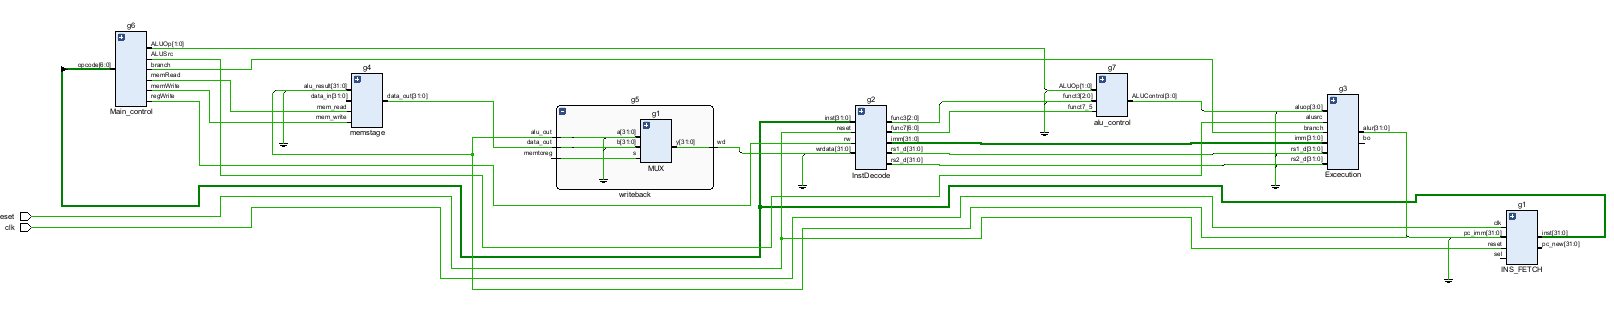 g6
ALUOp[1:0]
ALUSrc
opcode[6:0]
branch
memRead
memWrite
regWrite
Main_control
g4
alu_result[31:0]
data_in[31:0]
data_out[31:0]
mem_read
mem_write
memstage
g5
g1
alu_out
a[31:0]
data_out
b[31:0]
y[31:0]
wd
memtoreg
s
MUX
writeback
g2
inst[31:0]
func3[2:0]
reset
func7[6:0]
rw
imm[31:0]
wrdata[31:0]
rs1_d[31:0]
rs2_d[31:0]
InstDecode
g7
ALUOp[1:0]
funct3[2:0]
ALUControl[3:0]
funct7_5
alu_control
g3
aluop[3:0]
alusrc
branch
alur[31:0]
imm[31:0]
bo
rs1_d[31:0]
rs2_d[31:0]
Excecution
eset
clk
g1
clk
pc_imm[31:0]
inst[31:0]
reset
pc_new[31:0]
sel
INS_FETCH